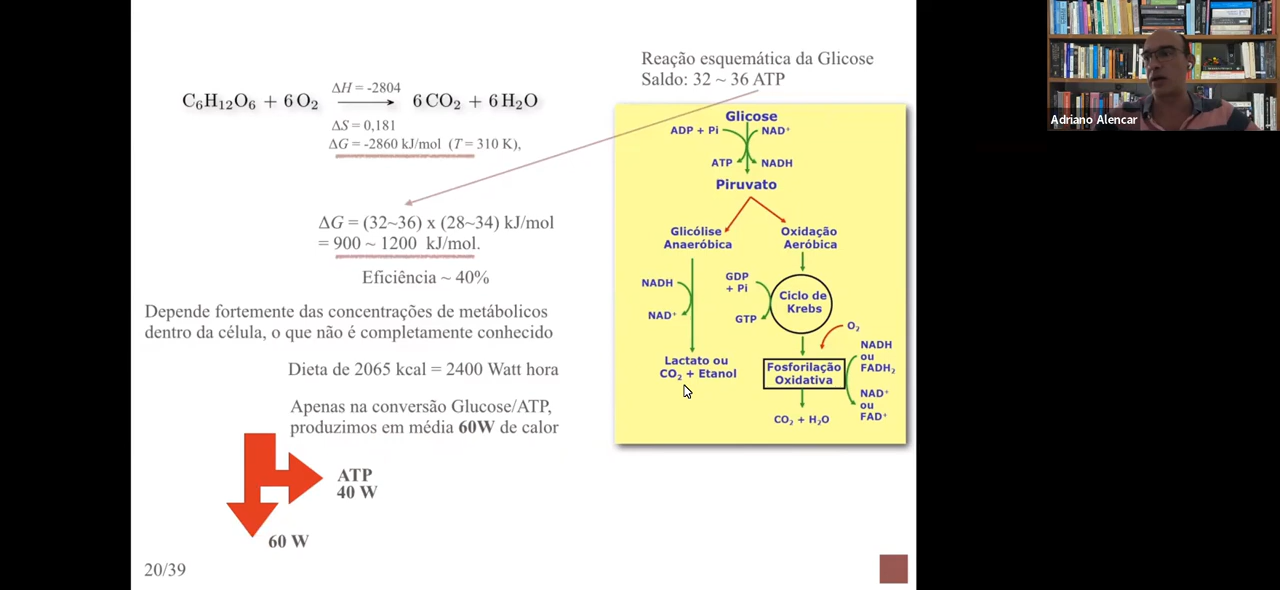 Reação esquemática da Glicose
Saldo: 32 ~ 36 ATP
C6H12O6 + 6 O2 → 6 CO2 + 6 H2O
ΔH = -2804
ΔS = 0,181
ΔG = -2860 kJ/mol (T = 310 K),
ΔG = (32~36) x (28~34) kJ/mol
= 900 ~ 1200 kJ/mol.
Eficiência ~ 40%
Depende fortemente das concentrações de metábolicos
dentro da célula, o que não é completamente conhecido
Dieta de 2065 kcal = 2400 Watt hora
Apenas na conversão Glucose/ATP,
produzimos em média 60W de calor
ATP
40 W
60 W
20/39
Glicose
ADP + Pi
NAD+
ATP
NADH
Piruvato
Glicólise
Anaeróbica
Oxidação
Aeróbica
NADH
NAD+
GDP
+ Pi
GTP
Ciclo de
Krebs
O2
Lactato ou
CO2 + Etanol
Fosforilação
Oxidativa
NADH
ou
FADH2
NAD+
ou
FAD+
CO2 + H2O
Adriano Alencar